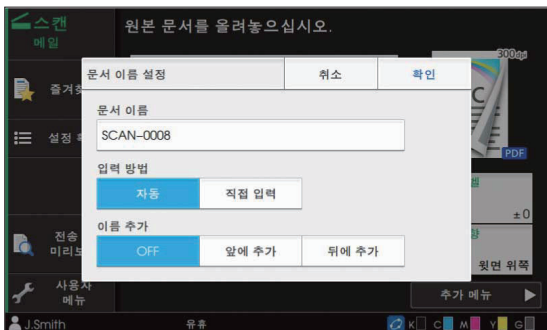 스캔
메일
원본 문서를 올려놓으십시오.
300dpi
문서 이름 설정
취소
확인
즐겨찾
문서 이름
SCAN-0008
설정
PDF
입력 방법
자동
직접 입력
±0
이름 추가
전송
미리보
OFF
앞에 추가
뒤에 추가
윗면 위쪽
사용자
메뉴
추가 메뉴
J.Smith
유휴
K C M Y G